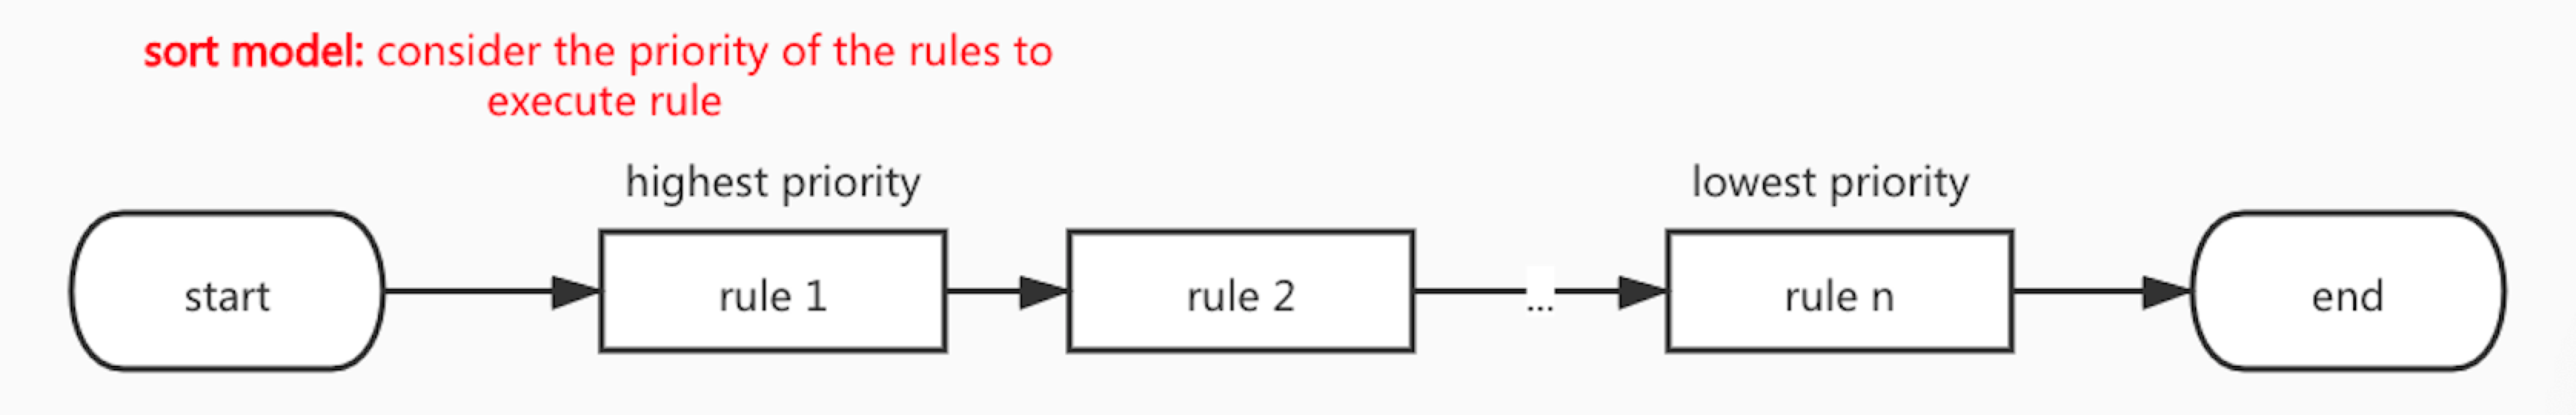 sort model: consider the priority of the rules to
execute rule
highest priority
lowest priority
start
rule 1
rule 2
...
rule n
end